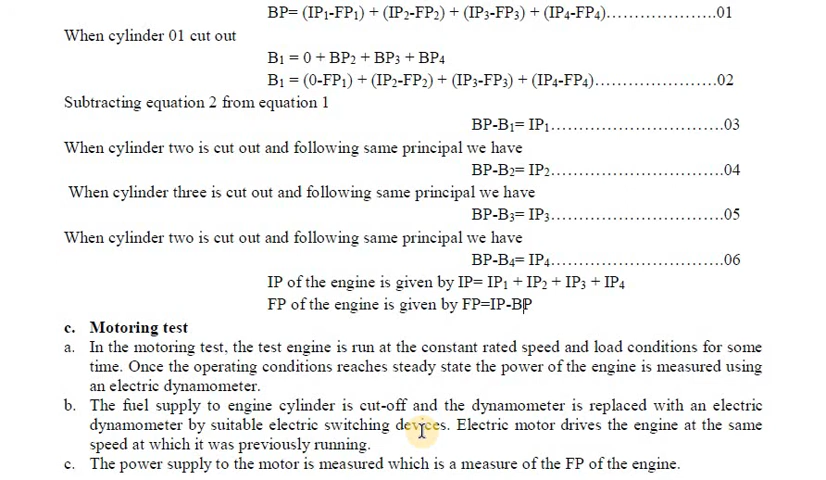 BP= (IP₁-FP₁) + (IP₂-FP₂) + (IP₃-FP₃) + (IP₄-FP₄)........................01
When cylinder 01 cut out
B₁ = 0 + BP₂ + BP₃ + BP₄
B₁ = (0-FP₁) + (IP₂-FP₂) + (IP₃-FP₃) + (IP₄-FP₄)...........................02
Subtracting equation 2 from equation 1
BP-B₁= IP₁......................................03
When cylinder two is cut out and following same principal we have
BP-B₂= IP₂......................................04
When cylinder three is cut out and following same principal we have
BP-B₃= IP₃......................................05
When cylinder two is cut out and following same principal we have
BP-B₄= IP₄......................................06
IP of the engine is given by IP= IP₁ + IP₂ + IP₃ + IP₄
FP of the engine is given by FP=IP-BP
c. Motoring test
a. In the motoring test, the test engine is run at the constant rated speed and load conditions for some
time. Once the operating conditions reaches steady state the power of the engine is measured using
an electric dynamometer.
b. The fuel supply to engine cylinder is cut-off and the dynamometer is replaced with an electric
dynamometer by suitable electric switching devices. Electric motor drives the engine at the same
speed at which it was previously running.
c. The power supply to the motor is measured which is a measure of the FP of the engine.